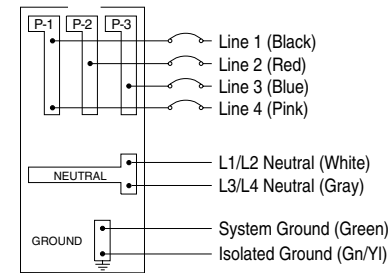 P-1 P-2 P-3
Line 1 (Black)
Line 2 (Red)
Line 3 (Blue)
Line 4 (Pink)
L1/L2 Neutral (White)
NEUTRAL
L3/L4 Neutral (Gray)
System Ground (Green)
GROUND
Isolated Ground (Gn/Yl)